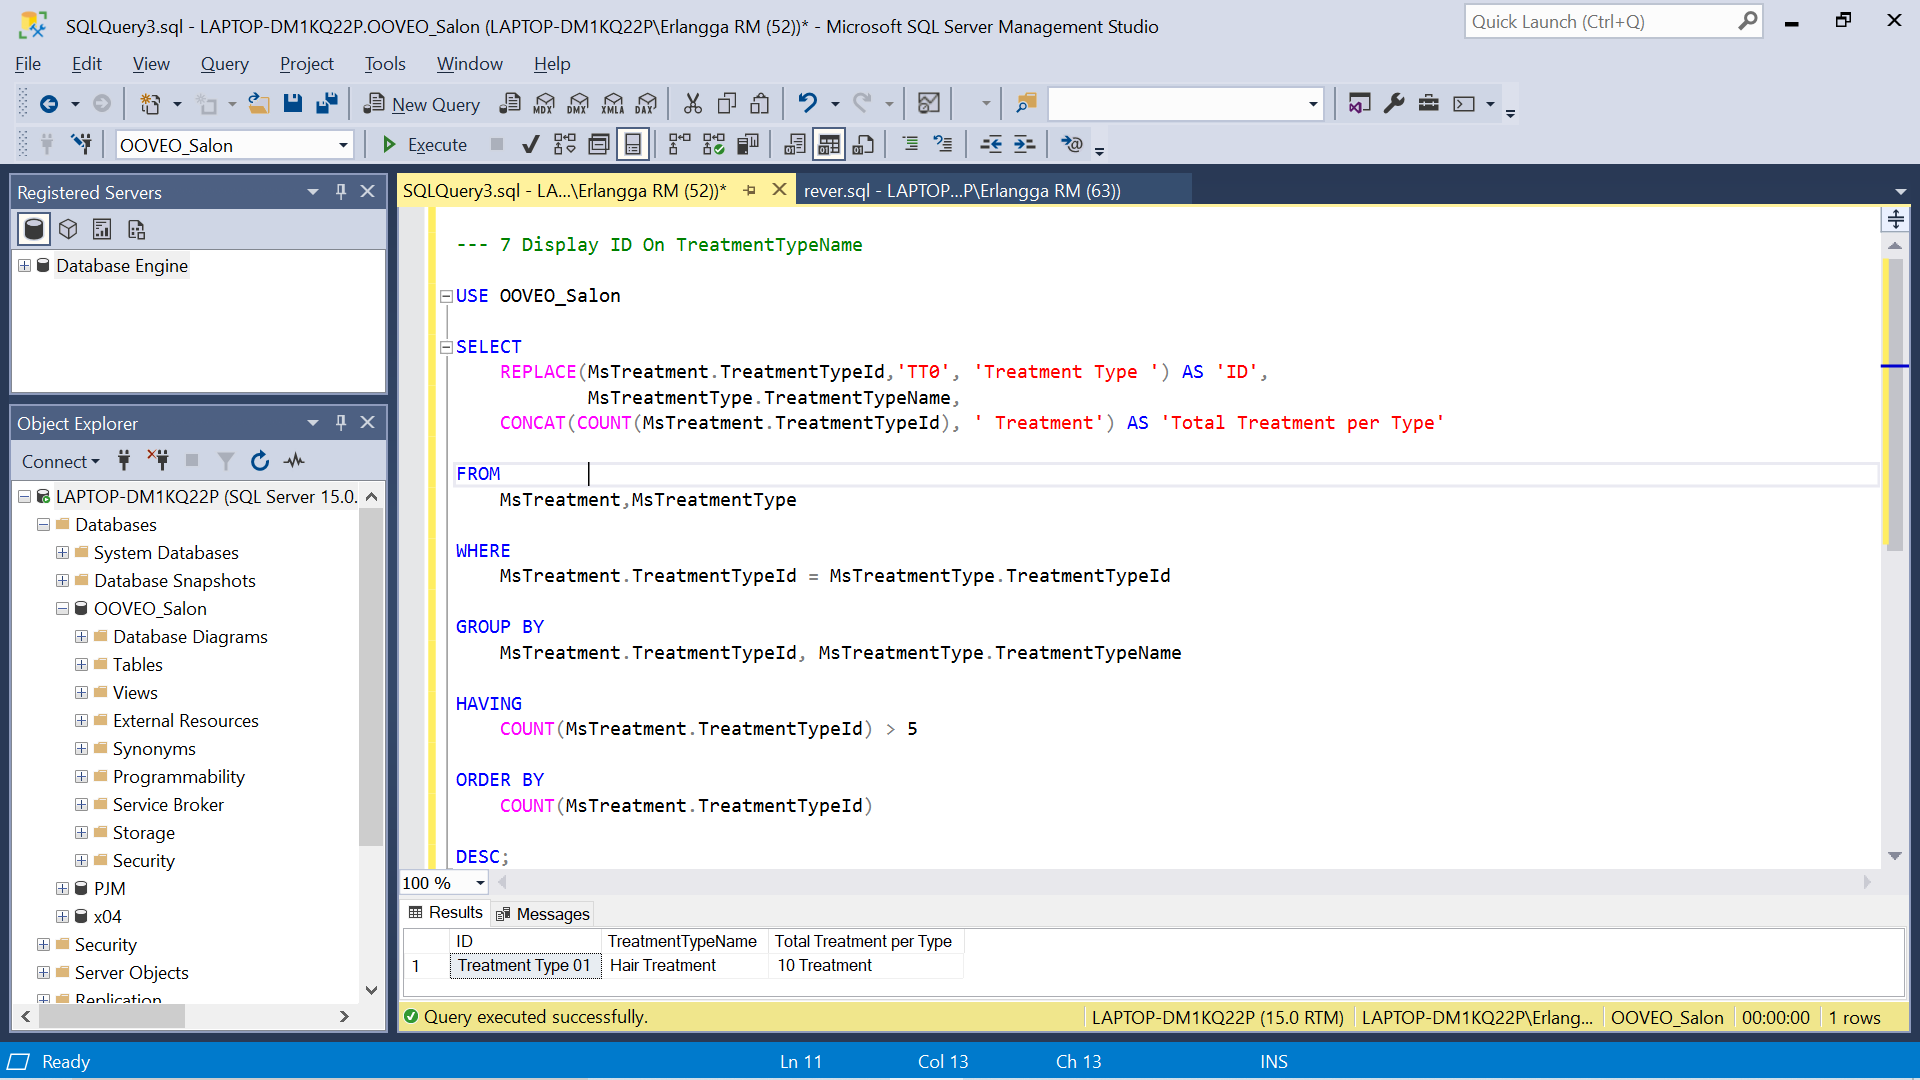 SQLQuery3.sql - LAPTOP-DM1KQ22P.OOVEO_Salon (LAPTOP-DM1KQ22P\Erlangga RM (52))* - Microsoft SQL Server Management Studio
Quick Launch (Ctrl+Q)
File Edit View Query Project Tools Window Help
New Query MDX DMX XMLA DAX
OOVEO_Salon Execute
Registered Servers
Database Engine
Object Explorer
Connect
LAPTOP-DM1KQ22P (SQL Server 15.0.
Databases
System Databases
Database Snapshots
OOVEO_Salon
Database Diagrams
Tables
Views
External Resources
Synonyms
Programmability
Service Broker
Storage
Security
PJM
x04
Security
Server Objects
Replication
SQLQuery3.sql - LA...\Erlangga RM (52))* rever.sql - LAPTOP...P\Erlangga RM (63))
--- 7 Display ID On TreatmentTypeName
USE OOVEO_Salon
SELECT
REPLACE(MsTreatment.TreatmentTypeId,'TT0', 'Treatment Type ') AS 'ID',
MsTreatmentType.TreatmentTypeName,
CONCAT(COUNT(MsTreatment.TreatmentTypeId), ' Treatment') AS 'Total Treatment per Type'
FROM
MsTreatment,MsTreatmentType
WHERE
MsTreatment.TreatmentTypeId = MsTreatmentType.TreatmentTypeId
GROUP BY
MsTreatment.TreatmentTypeId, MsTreatmentType.TreatmentTypeName
HAVING
COUNT(MsTreatment.TreatmentTypeId) > 5
ORDER BY
COUNT(MsTreatment.TreatmentTypeId)
DESC;
100 %
Results Messages
ID TreatmentTypeName Total Treatment per Type
1 Treatment Type 01 Hair Treatment 10 Treatment
Query executed successfully. LAPTOP-DM1KQ22P (15.0 RTM) LAPTOP-DM1KQ22P\Erlang... OOVEO_Salon 00:00:00 1 rows
Ready Ln 11 Col 13 Ch 13 INS